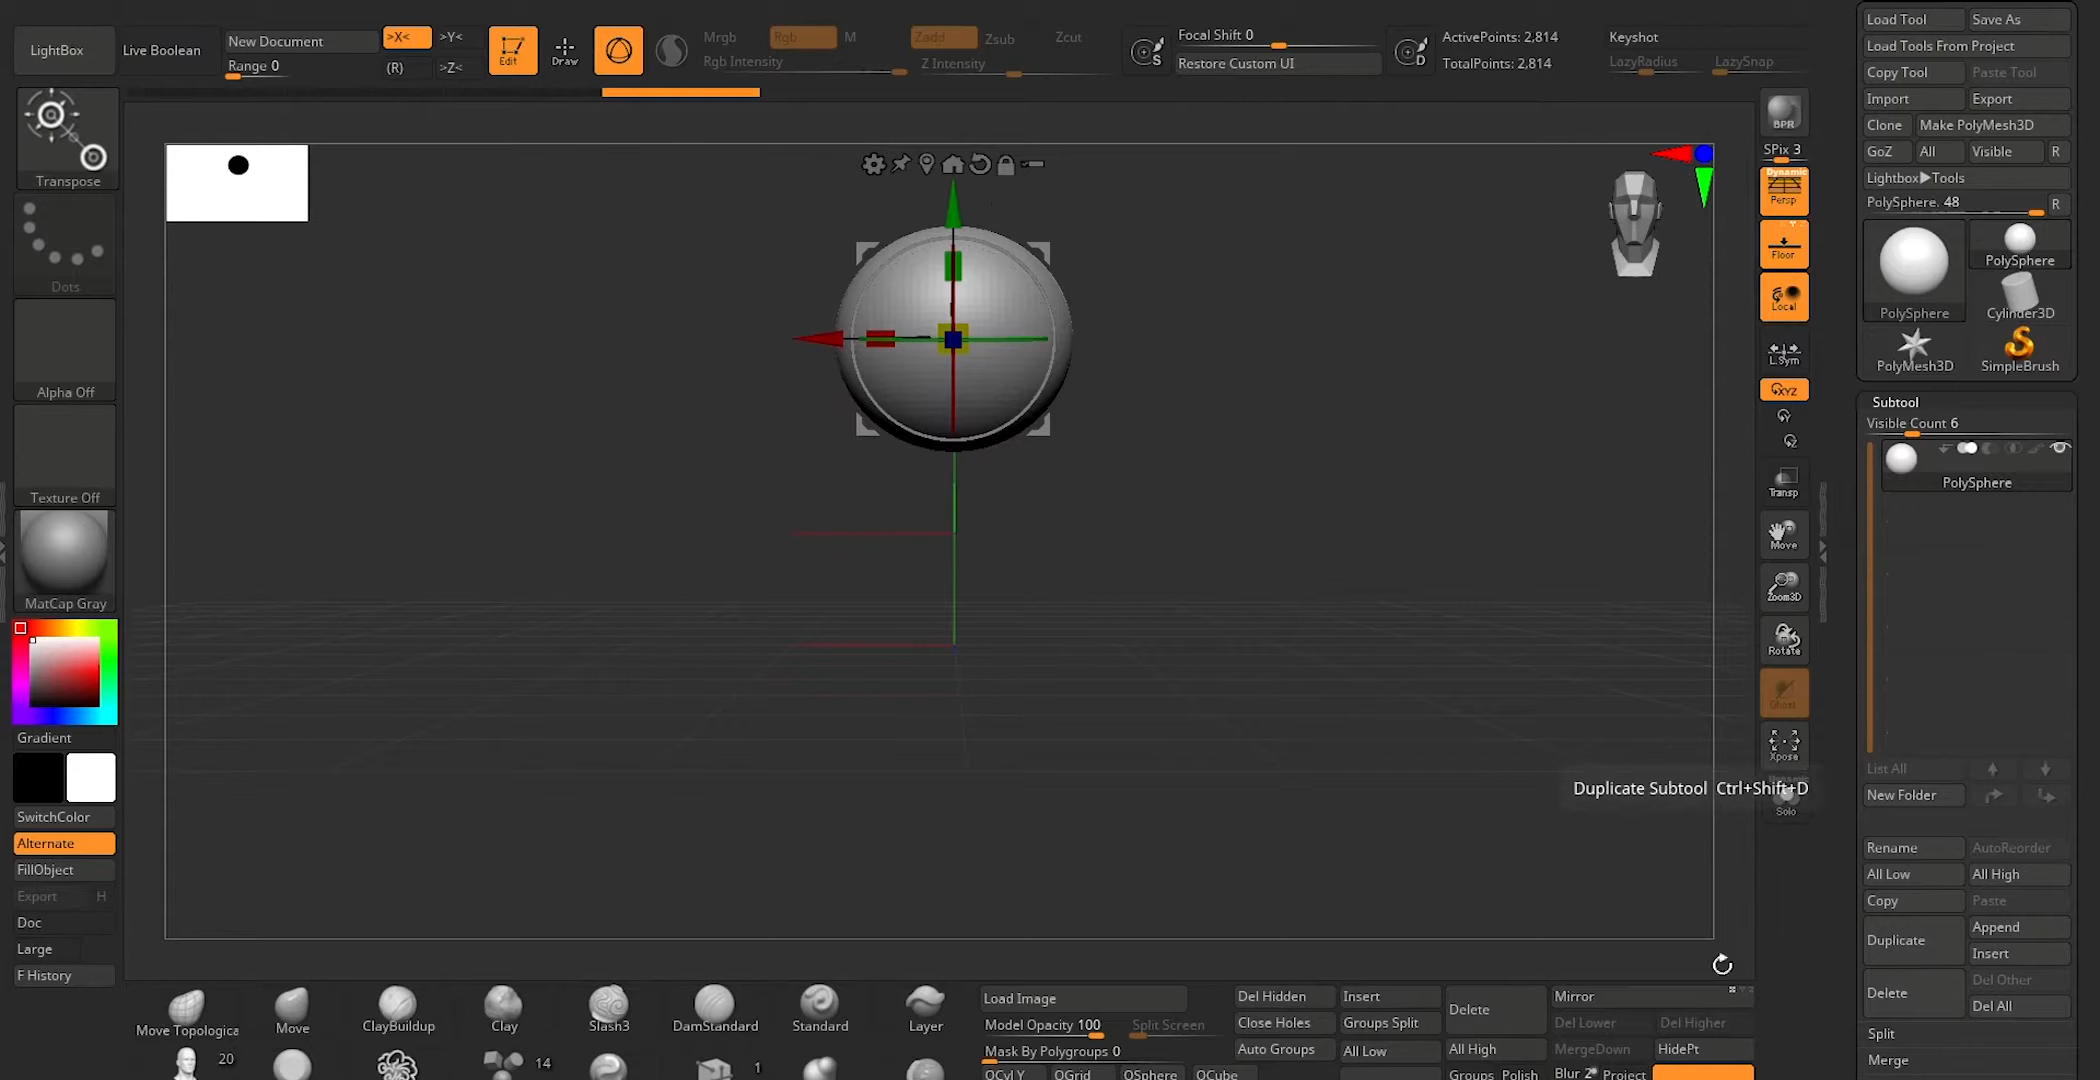 LightBox
Live Boolean
New Document
Range 0
>X<
>Y<
(R)
>Z<
Edit
Draw
Mrgb
Rgb
M
Rgb Intensity
Zadd
Zsub
Zcut
Z Intensity
S
Focal Shift 0
Restore Custom UI
D
ActivePoints: 2,814
TotalPoints: 2,814
Keyshot
LazyRadius
LazySnap
Transpose
Dots
Alpha Off
Texture Off
MatCap Gray
Gradient
SwitchColor
Alternate
FillObject
Export H
Doc
Large
F History
BPR
SPix 3
Dynamic
Persp
Floor
Local
L.Sym
XYZ
Y
Z
Transp
Move
Zoom3D
Rotate
Ghost
Xpose
Dynamic
Solo
Duplicate Subtool Ctrl+Shift+D
Load Tool
Save As
Load Tools From Project
Copy Tool
Paste Tool
Import
Export
Clone
Make PolyMesh3D
GoZ
All
Visible
R
Lightbox▶Tools
PolySphere. 48
R
PolySphere
PolySphere
Cylinder3D
PolyMesh3D
SimpleBrush
Subtool
Visible Count 6
PolySphere
List All
New Folder
Rename
AutoReorder
All Low
All High
Copy
Paste
Duplicate
Append
Insert
Delete
Del Other
Del All
Split
Merge
Move Topologica
Move
ClayBuildup
Clay
Slash3
DamStandard
Standard
Layer
20
14
1
Load Image
Model Opacity 100
Split Screen
Mask By Polygroups 0
QCyl Y
QGrid
QSphere
QCube
Del Hidden
Insert
Close Holes
Groups Split
Auto Groups
All Low
Delete
All High
Groups
Polish
Mirror
Del Lower
Del Higher
MergeDown
HidePt
Blur 2
Project